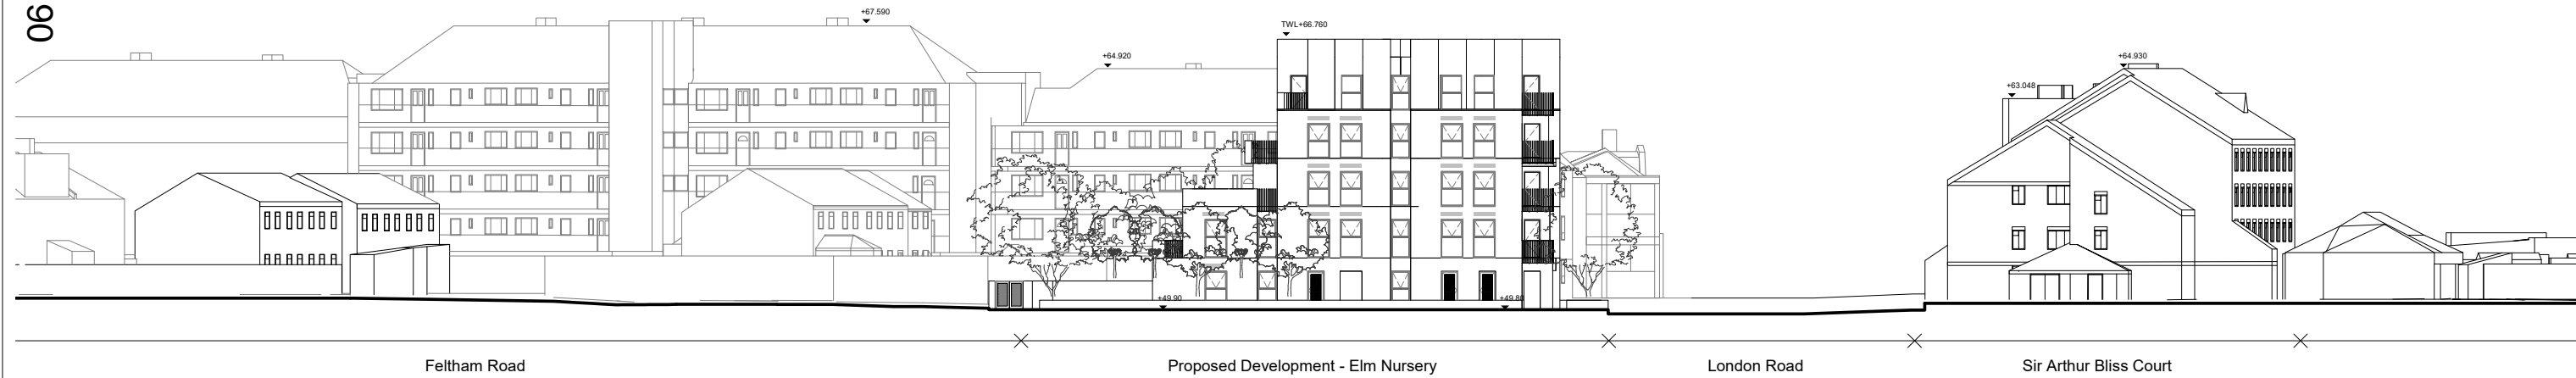 06
+67.590
TWL+66.760
+64.920
+64.930
+63.048
+49.90
+49.80
Feltham Road
Proposed Development - Elm Nursery
London Road
Sir Arthur Bliss Court